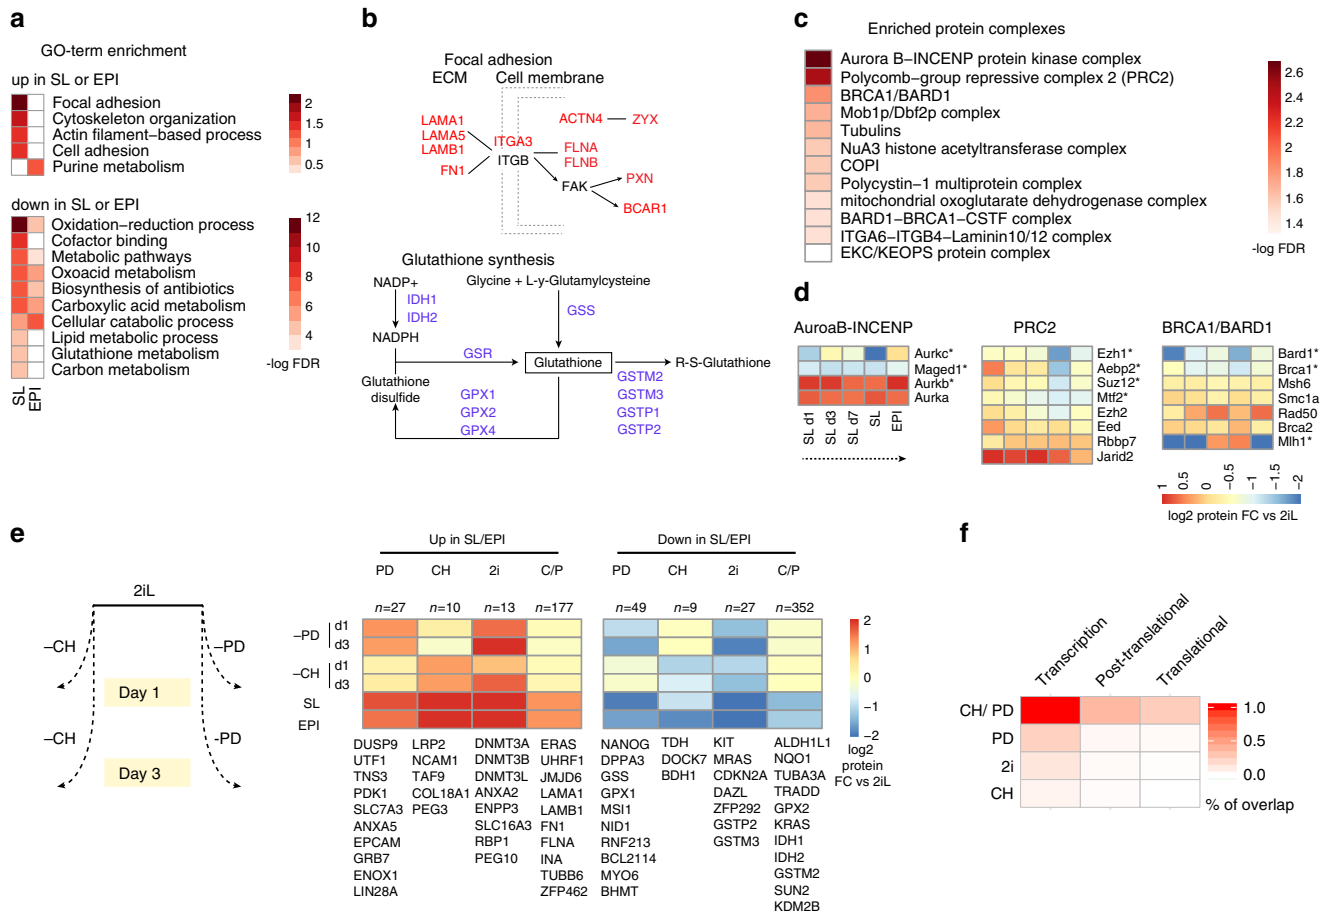 a
GO-term enrichment
up in SL or EPI
Focal adhesion
Cytoskeleton organization
Actin filament-based process
Cell adhesion
Purine metabolism
2
1.5
1
0.5
down in SL or EPI
Oxidation-reduction process
Cofactor binding
Metabolic pathways
Oxoacid metabolism
Biosynthesis of antibiotics
Carboxylic acid metabolism
Cellular catabolic process
Lipid metabolic process
Glutathione metabolism
Carbon metabolism
12
10
8
6
4
-log FDR
SL
EPI
b
Focal adhesion
ECM
Cell membrane
LAMA1
LAMA5
LAMB1
FN1
ITGA3
ITGB
ACTN4
ZYX
FLNA
FLNB
FAK
PXN
BCAR1
Glutathione synthesis
NADP+
Glycine + L-y-Glutamylcysteine
IDH1
IDH2
GSS
NADPH
GSR
Glutathione
R-S-Glutathione
Glutathione
disulfide
GPX1
GPX2
GPX4
GSTM2
GSTM3
GSTP1
GSTP2
c
Enriched protein complexes
Aurora B-INCENP protein kinase complex
Polycomb-group repressive complex 2 (PRC2)
BRCA1/BARD1
Mob1p/Dbf2p complex
Tubulins
NuA3 histone acetyltransferase complex
COPI
Polycystin-1 multiprotein complex
mitochondrial oxoglutarate dehydrogenase complex
BARD1-BRCA1-CSTF complex
ITGA6-ITGB4-Laminin10/12 complex
EKC/KEOPS protein complex
2.6
2.4
2.2
2
1.8
1.6
1.4
-log FDR
d
AuroaB-INCENP
Aurkc*
Maged1*
Aurkb*
Aurka
SL d1
SL d3
SL d7
SL
EPI
PRC2
Ezh1*
Aebp2*
Suz12*
Mtf2*
Ezh2
Eed
Rbbp7
Jarid2
BRCA1/BARD1
Bard1*
Brca1*
Msh6
Smc1a
Rad50
Brca2
Mlh1*
1
0.5
0
-0.5
-1
-1.5
-2
log2 protein FC vs 2iL
e
2iL
-CH
-PD
Day 1
-CH
-PD
Day 3
Up in SL/EPI
Down in SL/EPI
PD CH 2i C/P
PD CH 2i C/P
n=27 n=10 n=13 n=177
n=49 n=9 n=27 n=352
-PD
d1
d3
-CH
d1
d3
SL
EPI
2
1
0
-1
-2
log2
protein
FC vs 2iL
DUSP9
UTF1
TNS3
PDK1
SLC7A3
ANXA5
EPCAM
GRB7
ENOX1
LIN28A
LRP2
NCAM1
TAF9
COL18A1
PEG3
DNMT3A
DNMT3B
DNMT3L
ANXA2
ENPP3
SLC16A3
RBP1
PEG10
ERAS
UHRF1
JMJD6
LAMA1
LAMB1
FN1
FLNA
INA
TUBB6
ZFP462
NANOG
DPPA3
GSS
GPX1
MSI1
NID1
RNF213
BCL2114
MYO6
BHMT
TDH
DOCK7
BDH1
KIT
MRAS
CDKN2A
DAZL
ZFP292
GSTP2
GSTM3
ALDH1L1
NQO1
TUBA3A
TRADD
GPX2
KRAS
IDH1
IDH2
GSTM2
SUN2
KDM2B
f
Transcription
Post-translational
Translational
CH/ PD
PD
2i
CH
1.0
0.5
0.0
% of overlap